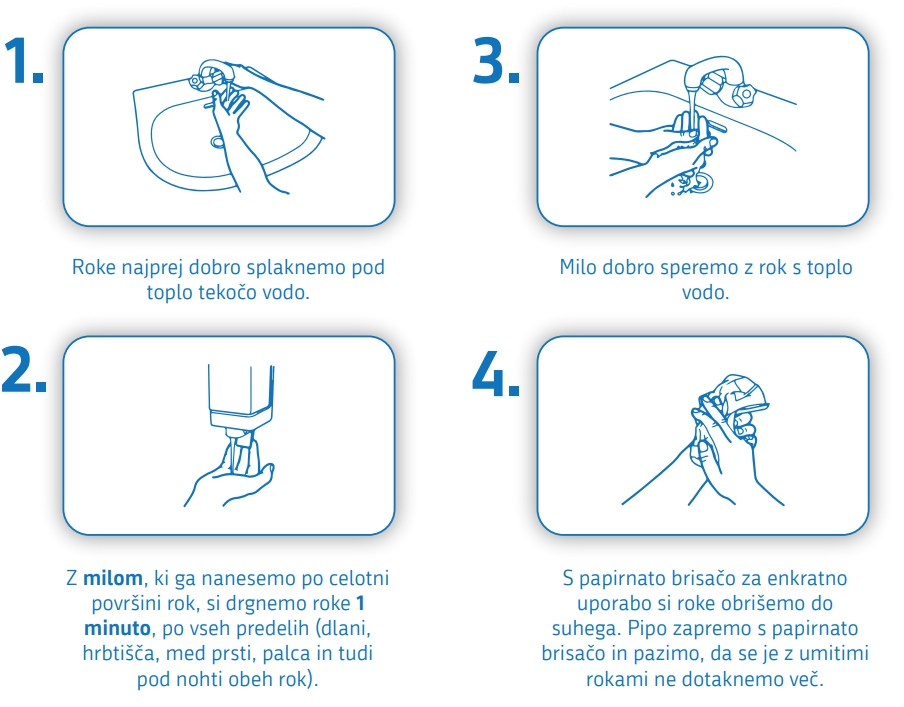 1.
Roke najprej dobro splaknemo pod
toplo tekočo vodo.
2.
Z milom, ki ga nanesemo po celotni
površini rok, si drgnemo roke 1
minuto, po vseh predelih (dlani,
hrbtišča, med prsti, palca in tudi
pod nohti obeh rok).
3.
Milo dobro speremo z rok s toplo
vodo.
4.
S papirnato brisačo za enkratno
uporabo si roke obrišemo do
suhega. Pipo zapremo s papirnato
brisačo in pazimo, da se je z umitimi
rokami ne dotaknemo več.